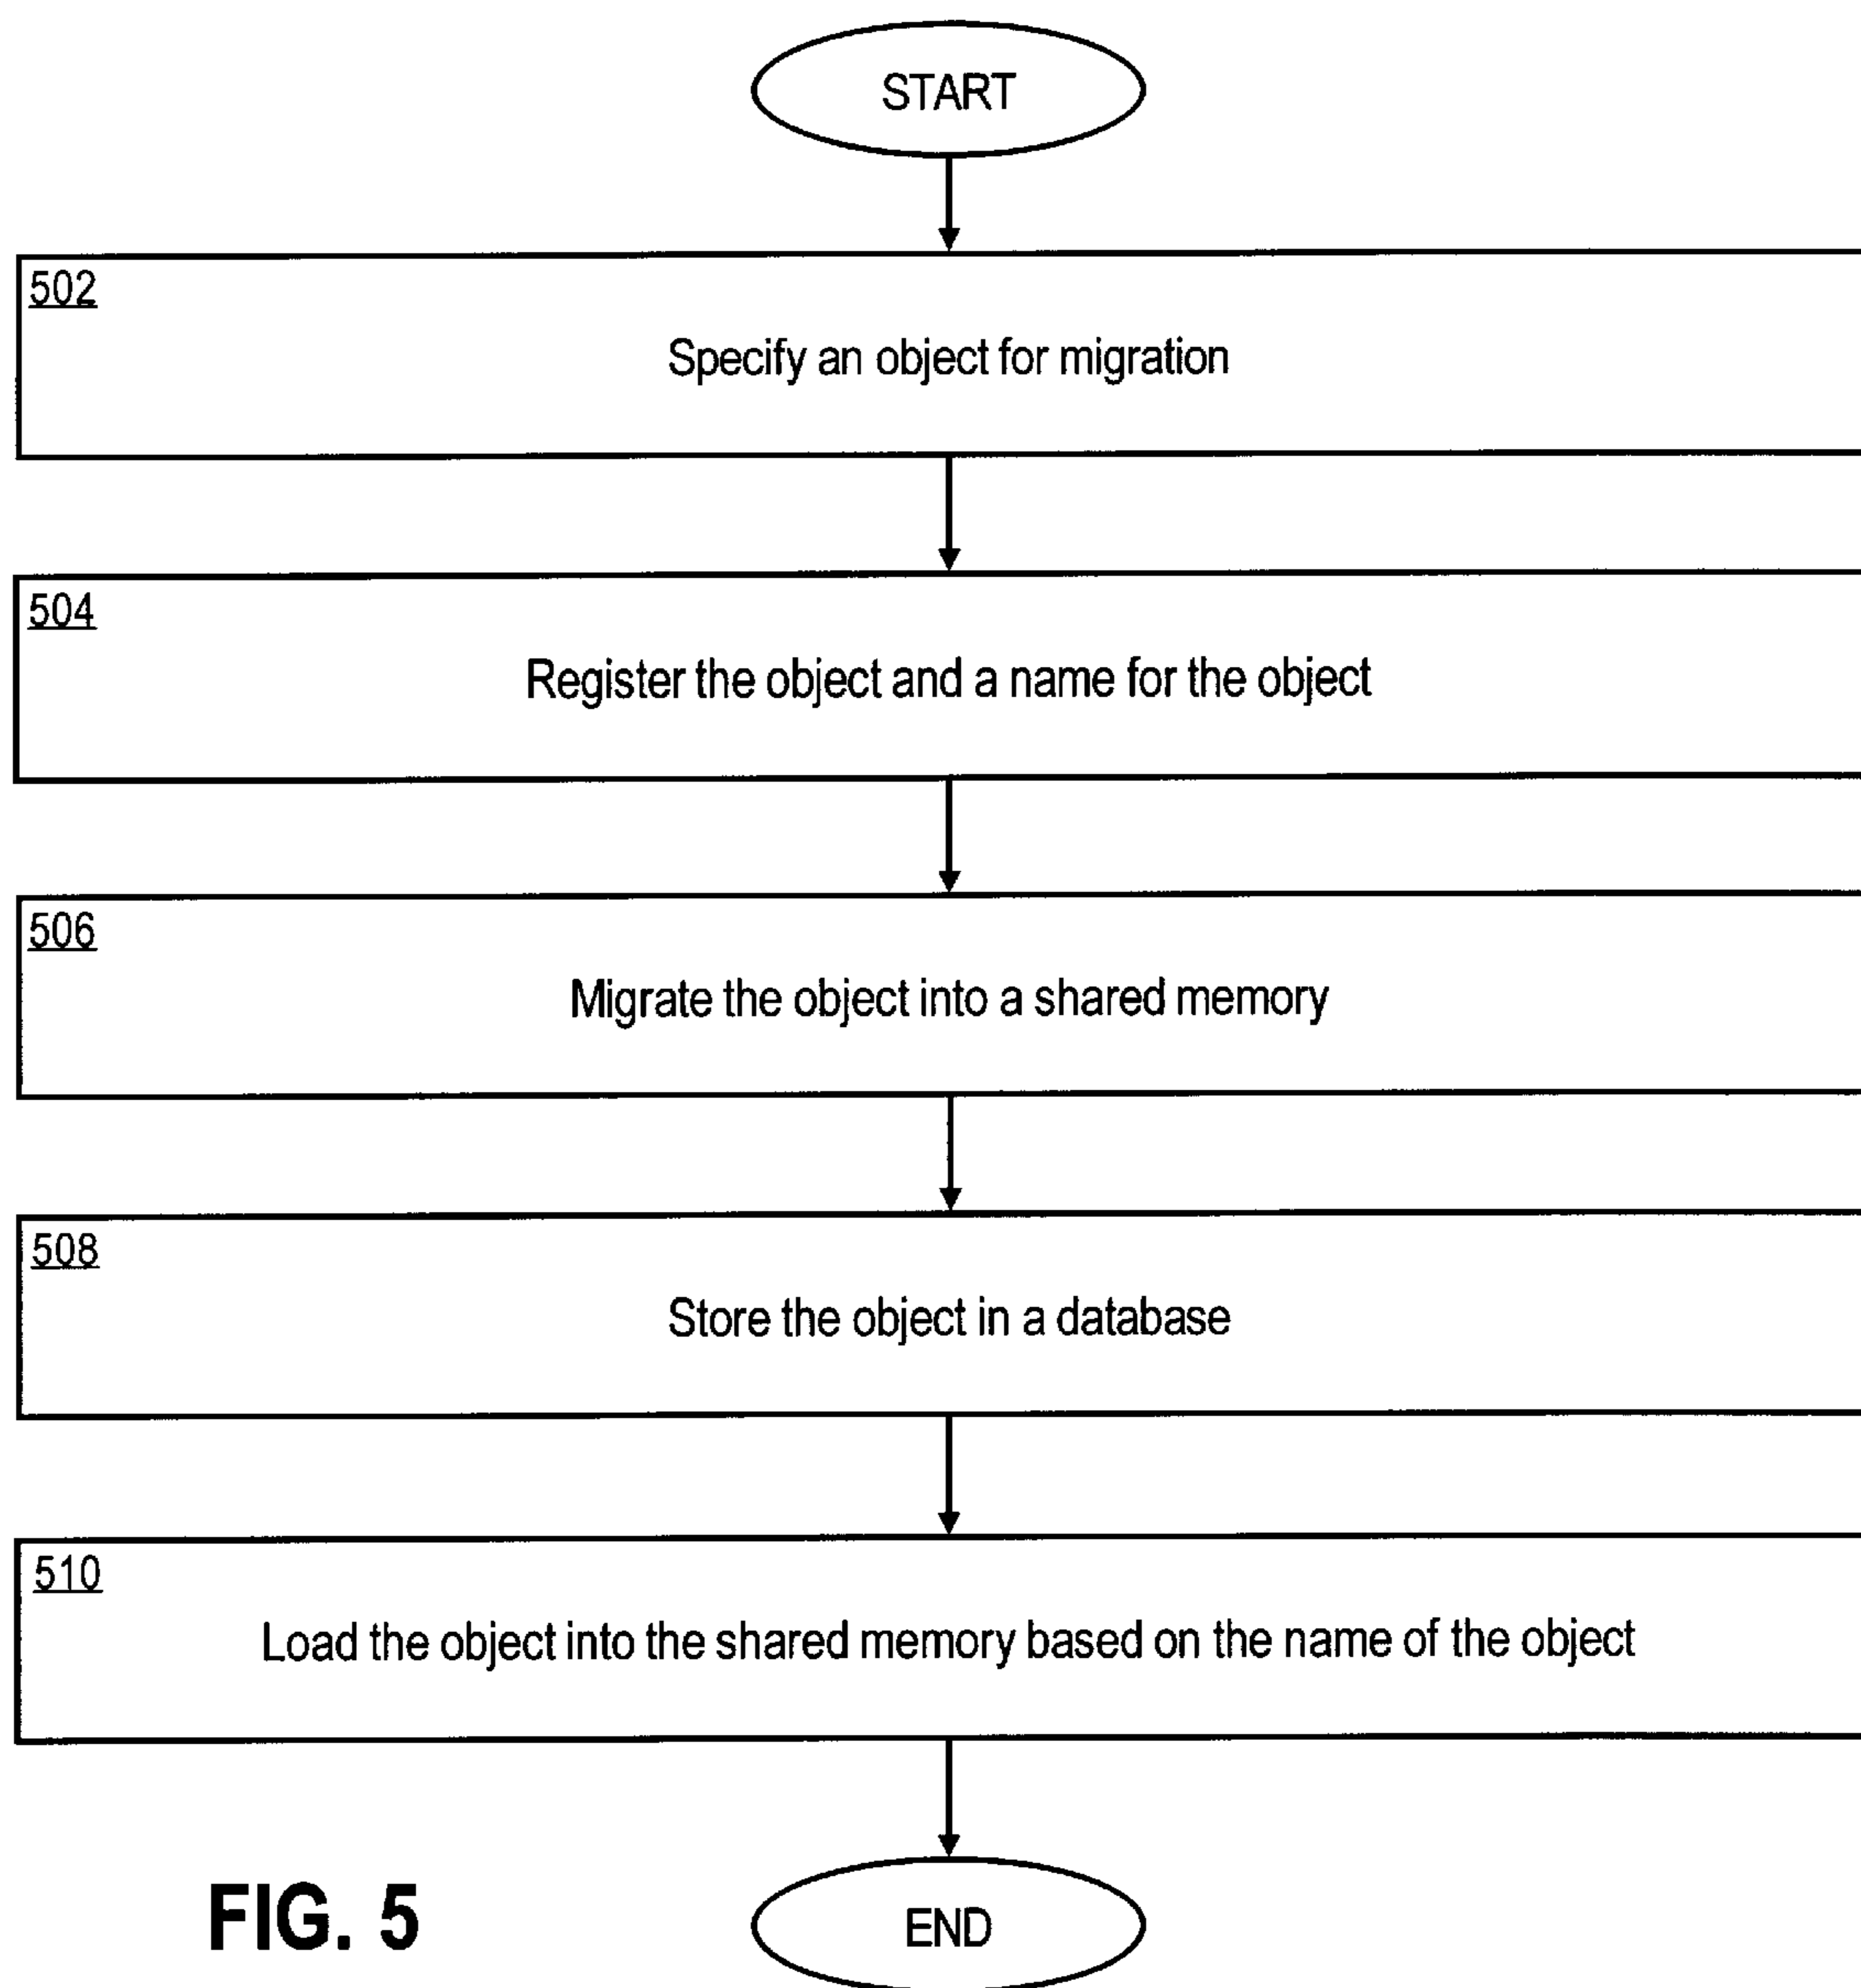 START
502
Specify an object for migration
504
Register the object and a name for the object
506
Migrate the object into a shared memory
508
Store the object in a database
510
Load the object into the shared memory based on the name of the object
FIG. 5
END